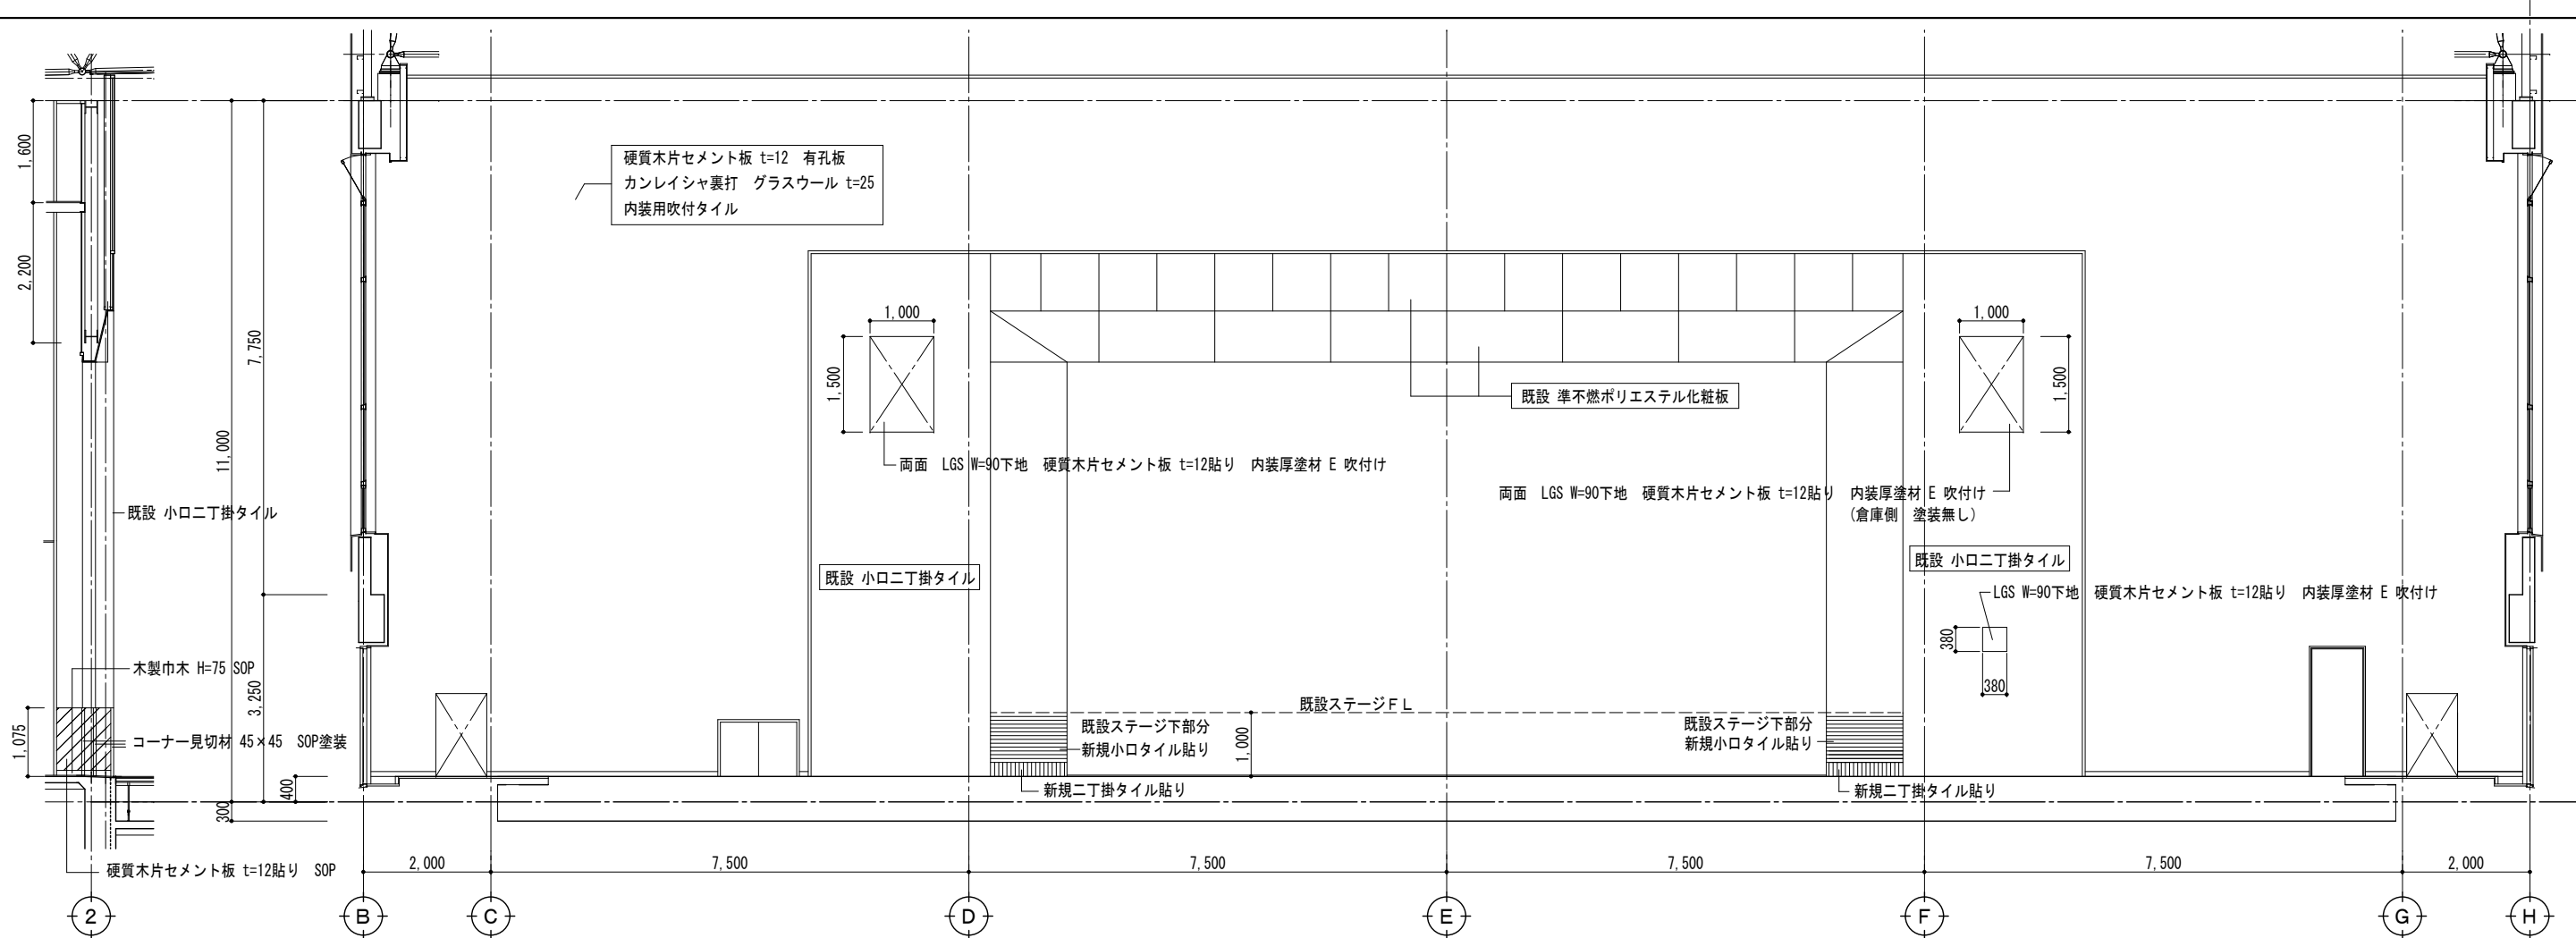 硬質木片セメント板 t=12　有孔板
カンレイシャ裏打　グラスウール t=25
内装用吹付タイル
1,600
2,200
7,750
11,000
3,250
1,075
400
300
1,000
1,500
1,000
1,500
既設 準不燃ポリエステル化粧板
両面　LGS W=90下地　硬質木片セメント板 t=12貼り　内装厚塗材 E 吹付け
両面　LGS W=90下地　硬質木片セメント板 t=12貼り　内装厚塗材 E 吹付け
(倉庫側　塗装無し)
既設 小口二丁掛タイル
既設 小口二丁掛タイル
既設 小口二丁掛タイル
LGS W=90下地　硬質木片セメント板 t=12貼り　内装厚塗材 E 吹付け
380
380
木製巾木 H=75 SOP
コーナー見切材 45×45　SOP塗装
既設ステージＦＬ
既設ステージ下部分
新規小口タイル貼り
1,000
既設ステージ下部分
新規小口タイル貼り
新規二丁掛タイル貼り
新規二丁掛タイル貼り
硬質木片セメント板 t=12貼り　SOP
2,000
7,500
7,500
7,500
7,500
2,000
2
B
C
D
E
F
G
H